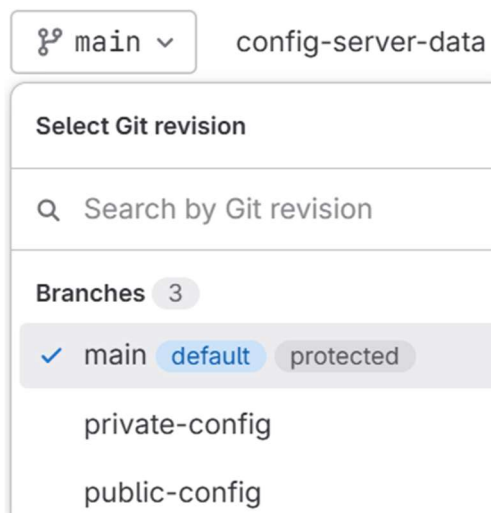 main config-server-data
Select Git revision
Search by Git revision
Branches 3
main default protected
private-config
public-config